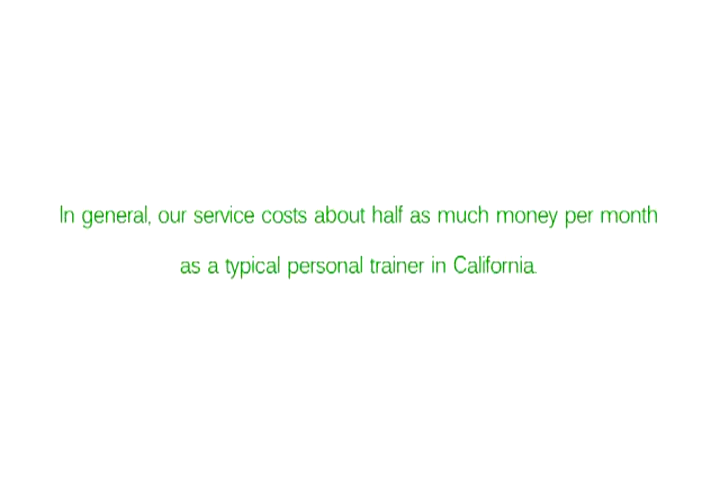 In general, our service costs about half as much money per month
as a typical personal trainer in California.